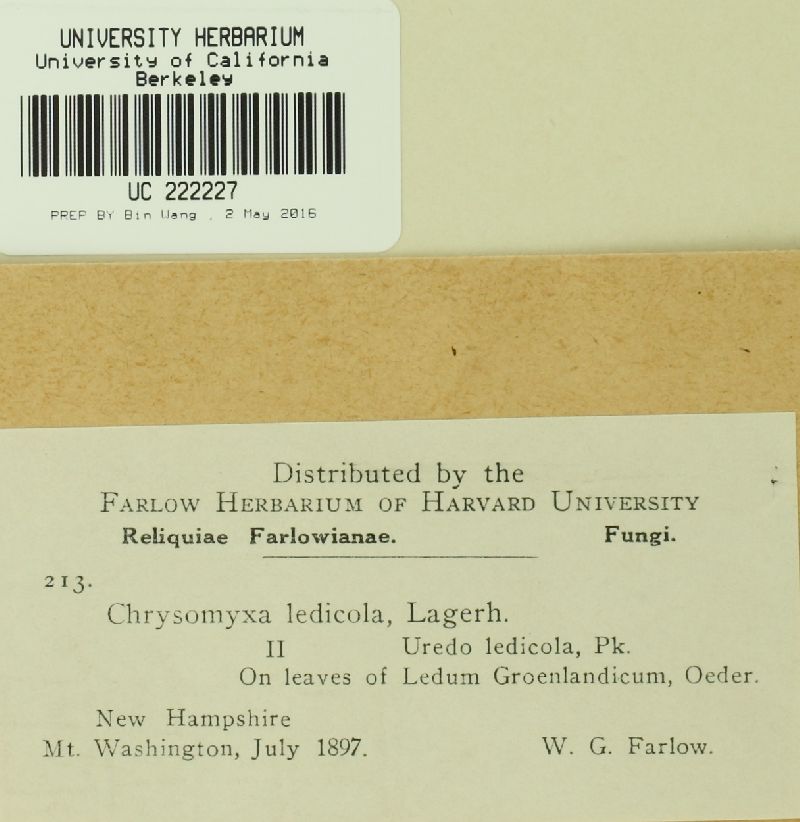 UNIVERSITY HERBARIUM
University of California
Berkeley
UC 222227
PREP BY Bin Wang , 2 May 2016
Distributed by the
FARLOW HERBARIUM OF HARVARD UNIVERSITY
Reliquiae Farlowianae. Fungi.
213.
Chrysomyxa ledicola, Lagerh.
II Uredo ledicola, Pk.
On leaves of Ledum Groenlandicum, Oeder.
New Hampshire
Mt. Washington, July 1897. W. G. Farlow.